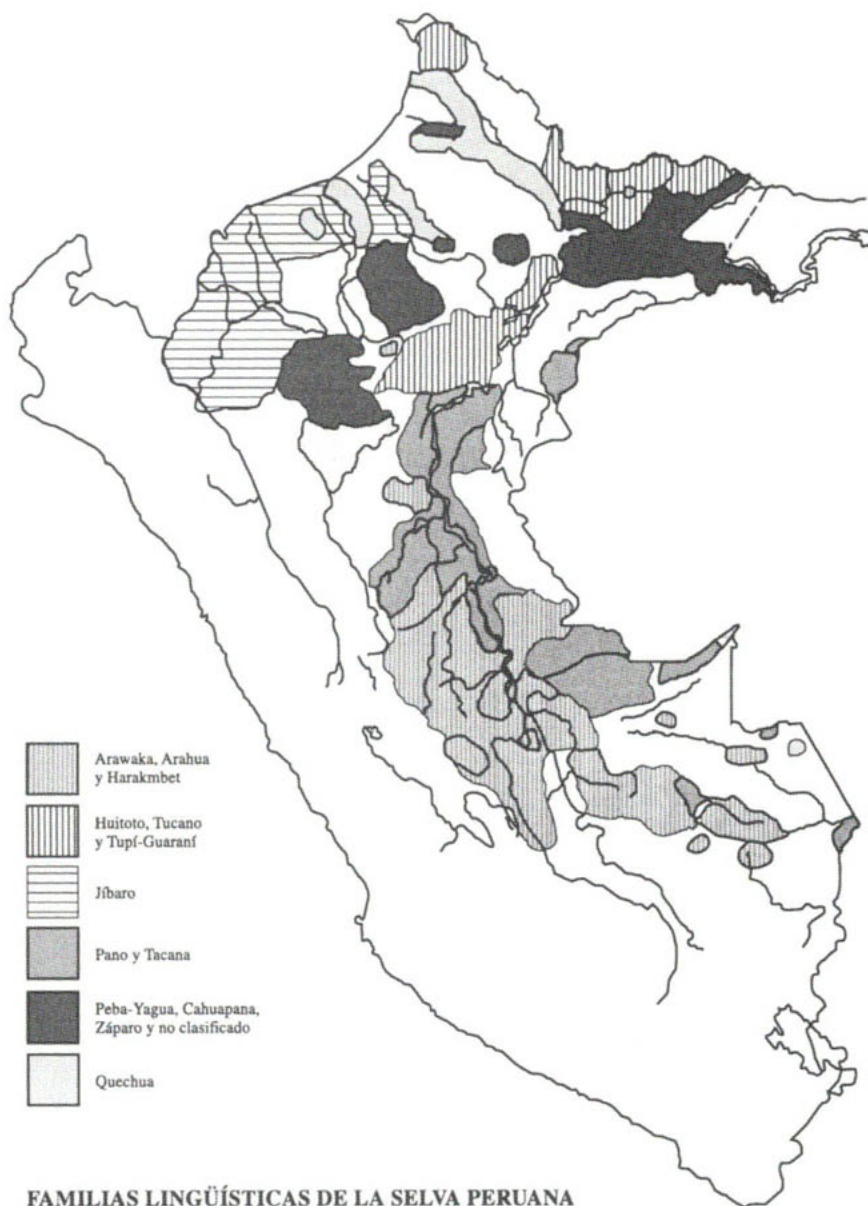 Arawaka, Arahua
y Harakmbet
Huitoto, Tucano
y Tupí-Guaraní
Jíbaro
Pano y Tacana
Peba-Yagua, Cahuapana,
Záparo y no clasificado
Quechua
FAMILIAS LINGÜÍSTICAS DE LA SELVA PERUANA